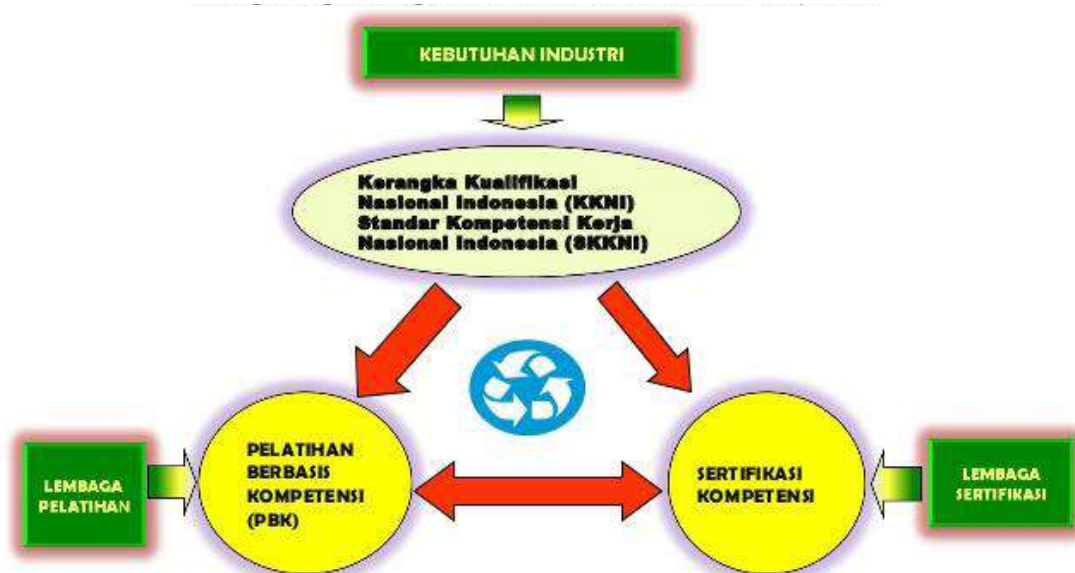 KEBUTUHAN INDUSTRI
Kerangka Kualifikasi
Nasional Indonesia (KKNI)
Standar Kompetensi Kerja
Nasional Indonesia (SKKNI)
PELATIHAN
BERBASIS
KOMPETENSI
(PBK)
SERTIFIKASI
KOMPETENSI
LEMBAGA
PELATIHAN
LEMBAGA
SERTIFIKASI